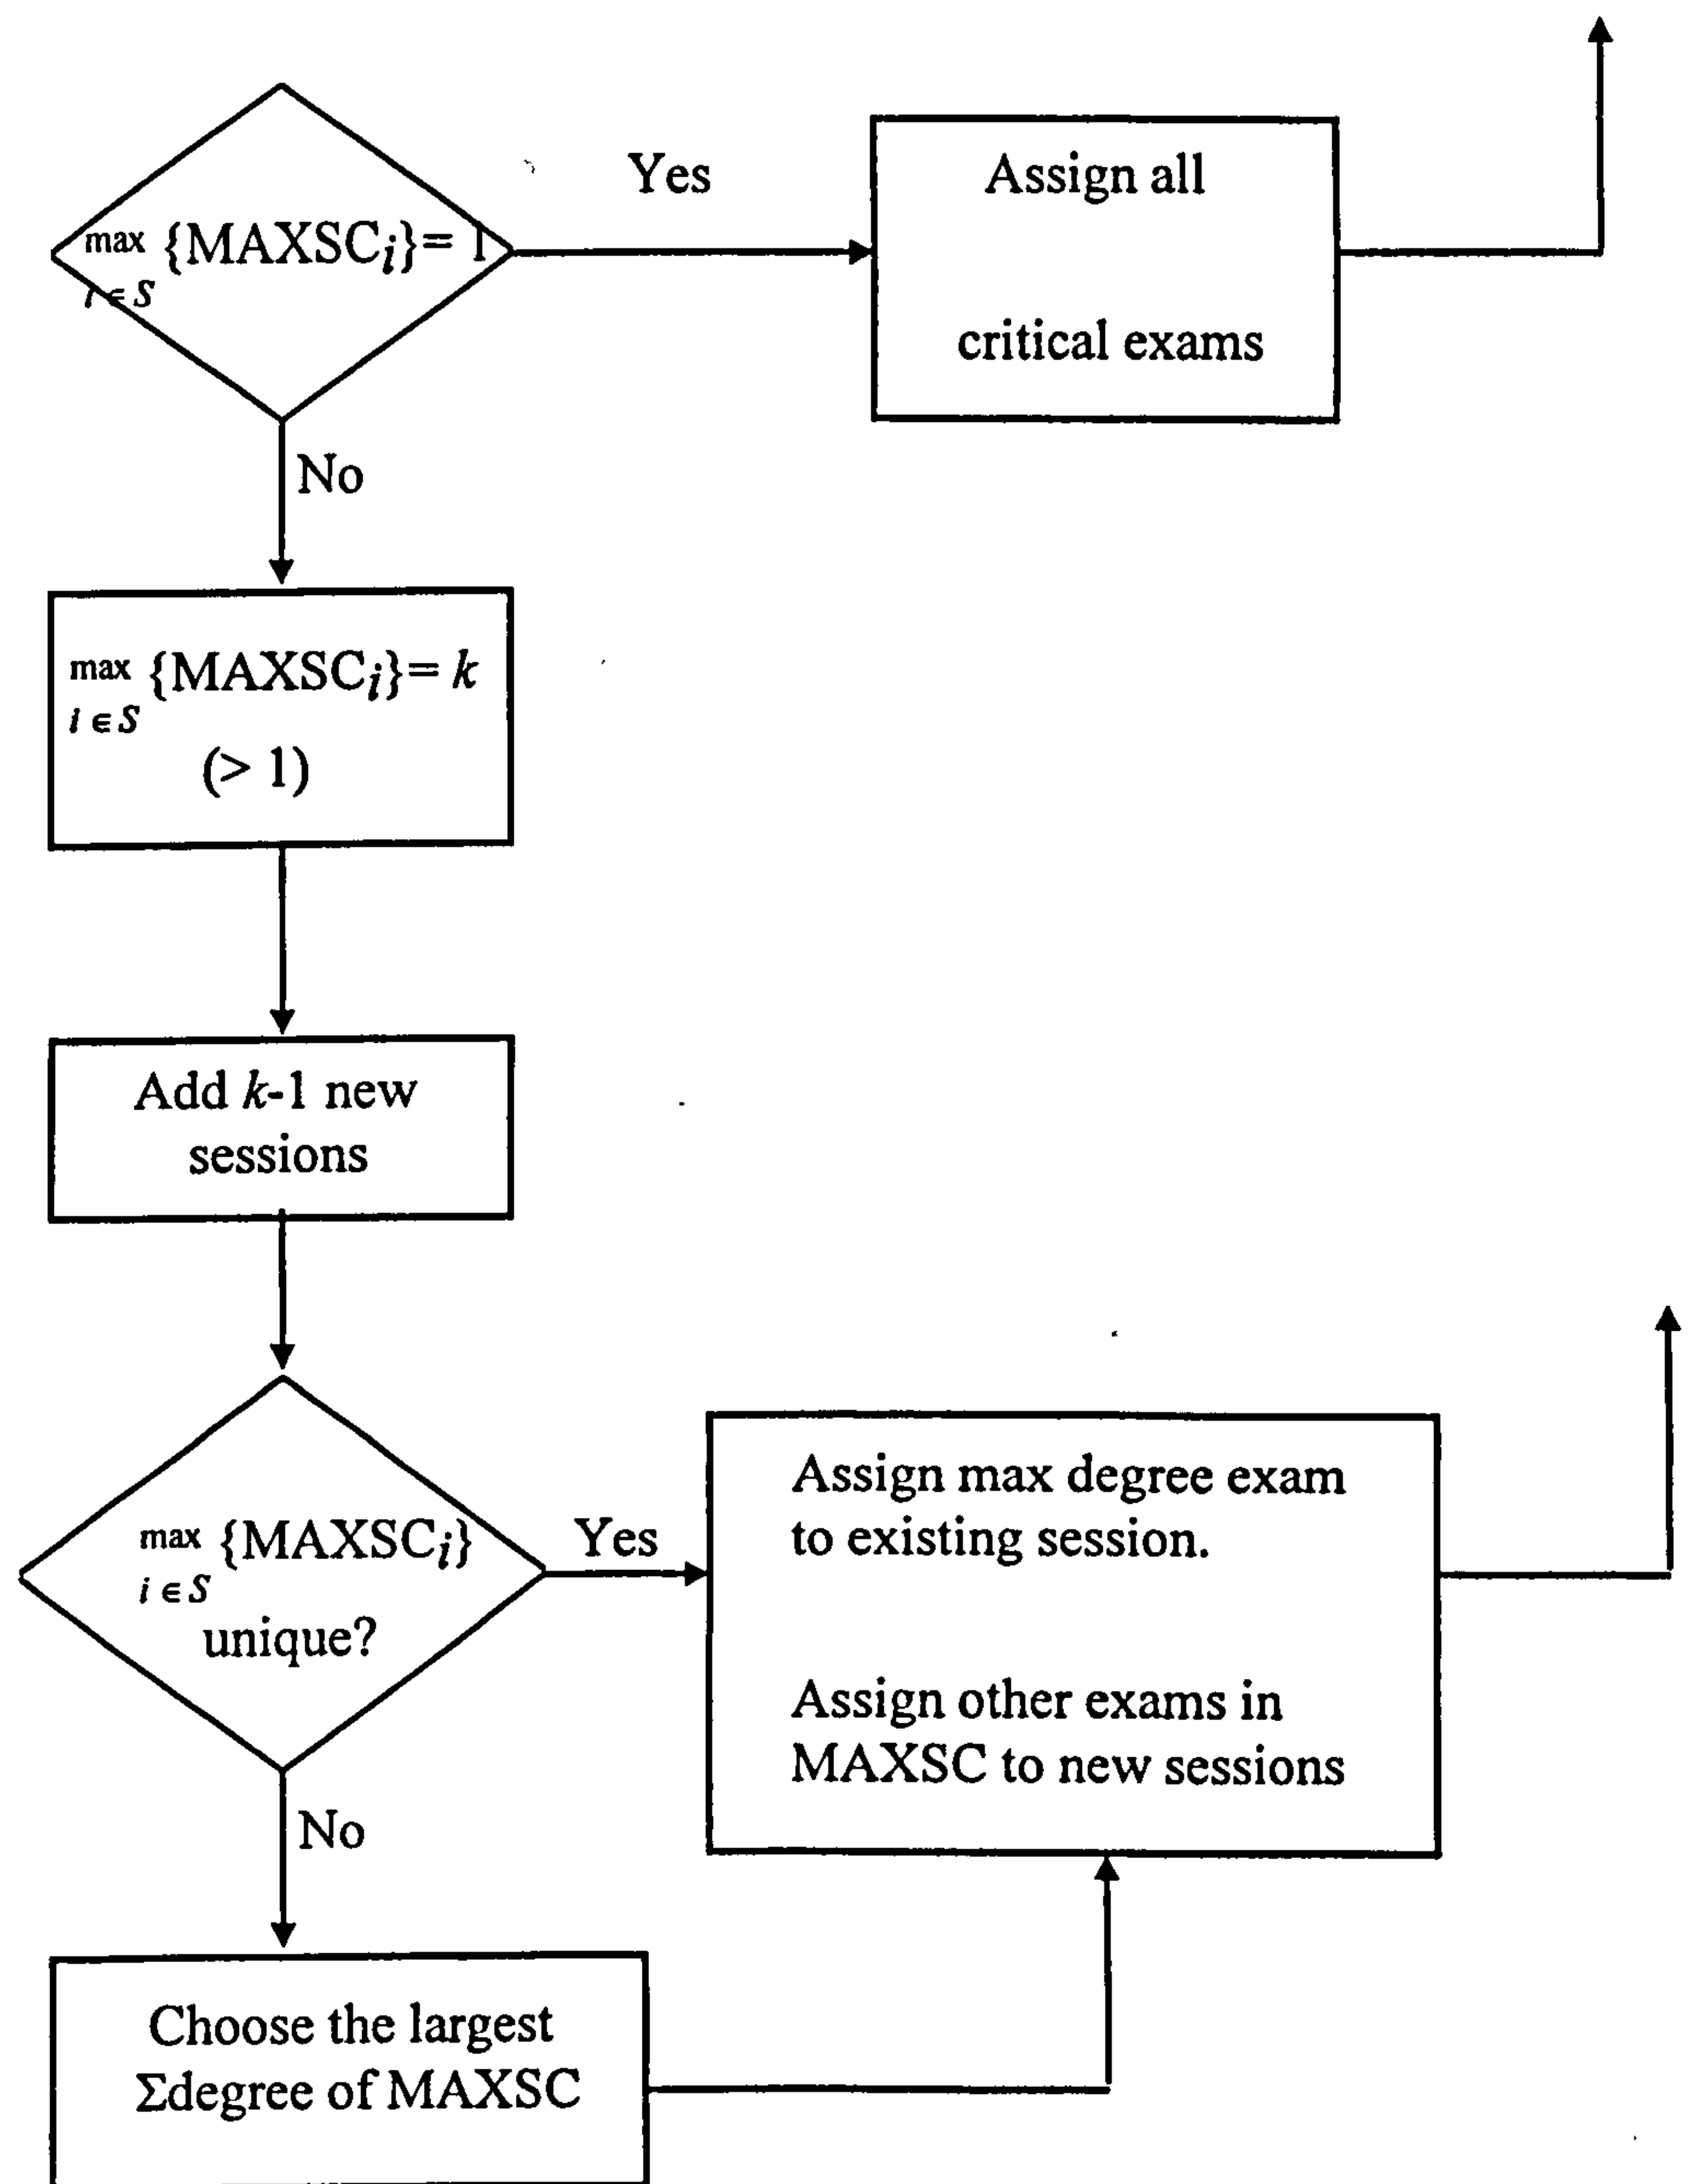 max {MAXSCi}= 1
i ∈ S
Yes
Assign all
critical exams
No
max {MAXSCi}= k
i ∈ S
(> 1)
Add k-1 new
sessions
max {MAXSCi}
i ∈ S
unique?
Yes
Assign max degree exam
to existing session.
Assign other exams in
MAXSC to new sessions
No
Choose the largest
Σdegree of MAXSC